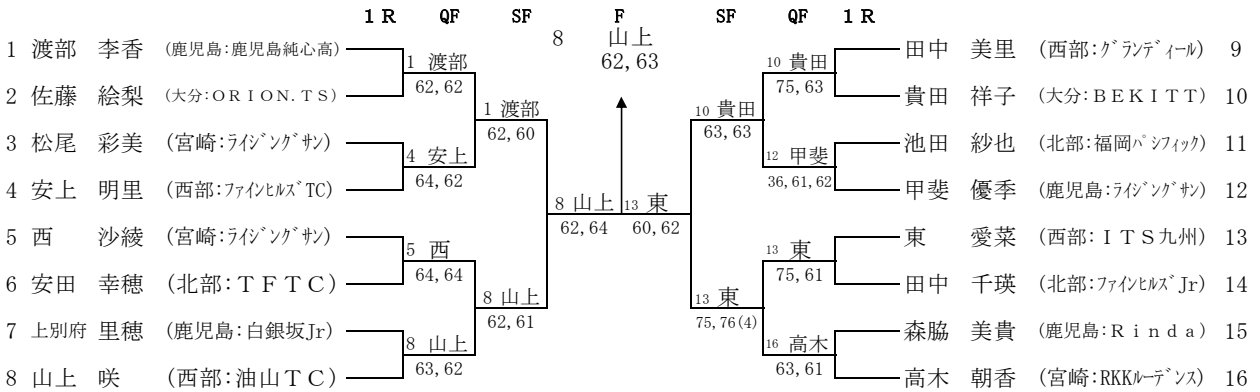 1R QF SF F SF QF 1R
8 山上
62,63
1 渡部 李香 (鹿児島:鹿児島純心高)
2 佐藤 絵梨 (大分:ORION.TS)
3 松尾 彩美 (宮崎:ライジングサン)
4 安上 明里 (西部:ファインヒルズTC)
5 西 沙綾 (宮崎:ライジングサン)
6 安田 幸穂 (北部:TFTC)
7 上別府 里穂 (鹿児島:白銀坂Jr)
8 山上 咲 (西部:油山TC)
1 渡部
62,62
4 安上
64,62
5 西
64,64
8 山上
63,62
1 渡部
62,60
8 山上
62,61
8 山上
62,64
13 東
60,62
10 貴田
63,63
13 東
75,76(4)
10 貴田
75,63
12 甲斐
36,61,62
13 東
75,61
16 高木
63,61
田中 美里 (西部:グランディール) 9
貴田 祥子 (大分:BEKITT) 10
池田 紗也 (北部:福岡パシフィック) 11
甲斐 優季 (鹿児島:ライジングサン) 12
東 愛菜 (西部:ITS九州) 13
田中 千瑛 (北部:ファインヒルズJr) 14
森脇 美貴 (鹿児島:Rinda) 15
高木 朝香 (宮崎:RKKルーデンス) 16